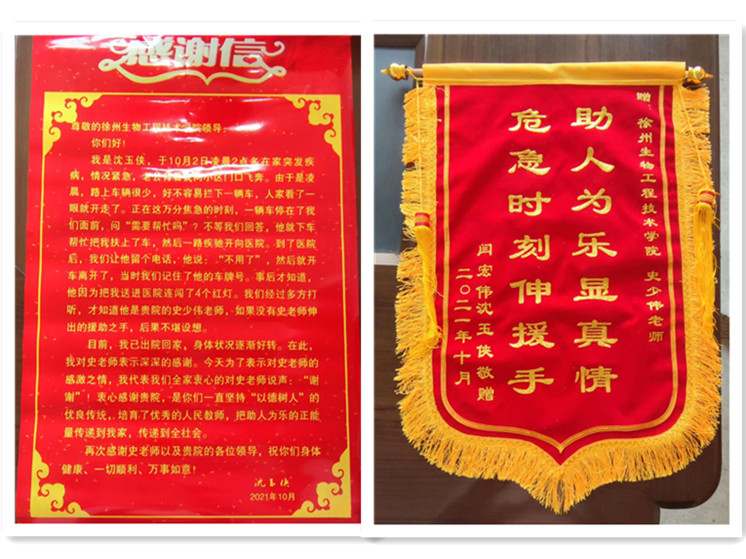 感谢信
尊敬的徐州生物工程技术学院领导：
你们好！
我是沈玉侠，于10月2日凌晨2点多在家突发疾
病，情况紧急，老公背着我向小区门口飞奔。由于是凌
晨，路上车辆很少，好不容易拦下一辆车，人家看了一
眼就开走了。正在这万分焦急的时刻，一辆车停在了我
们面前，问“需要帮忙吗？”不等我们回答，他就下车
帮忙把我扶上了车，然后一路疾驰开向医院。到了医院
后，我们让他留个电话，他说：“不用了”，然后就开
车离开了，当时我们记住了他的车牌号。事后才知道，
他因为把我送进医院连闯了4个红灯。我们经过多方打
听，才知道他是贵院的史少伟老师，如果没有史老师伸
出的援助之手，后果不堪设想。
目前，我已出院回家，身体状况逐渐好转。在此，
我对史老师表示深深的感谢。今天为了表示对史老师的
感激之情，我代表我们全家衷心的对史老师说声：“谢
谢”！衷心感谢贵院，是你们一直坚持“以德树人”的
优良传统，培育了优秀的人民教师，把助人为乐的正能
量传递到我家，传递到全社会。
再次感谢史老师以及贵院的各位领导，祝你们身体
健康、一切顺利、万事如意！
沈玉侠
2021年10月
赠：徐州生物工程技术学院 史少伟老师
助人为乐显真情
危急时刻伸援手
闫宏伟沈玉侠敬赠
二〇二一年十月